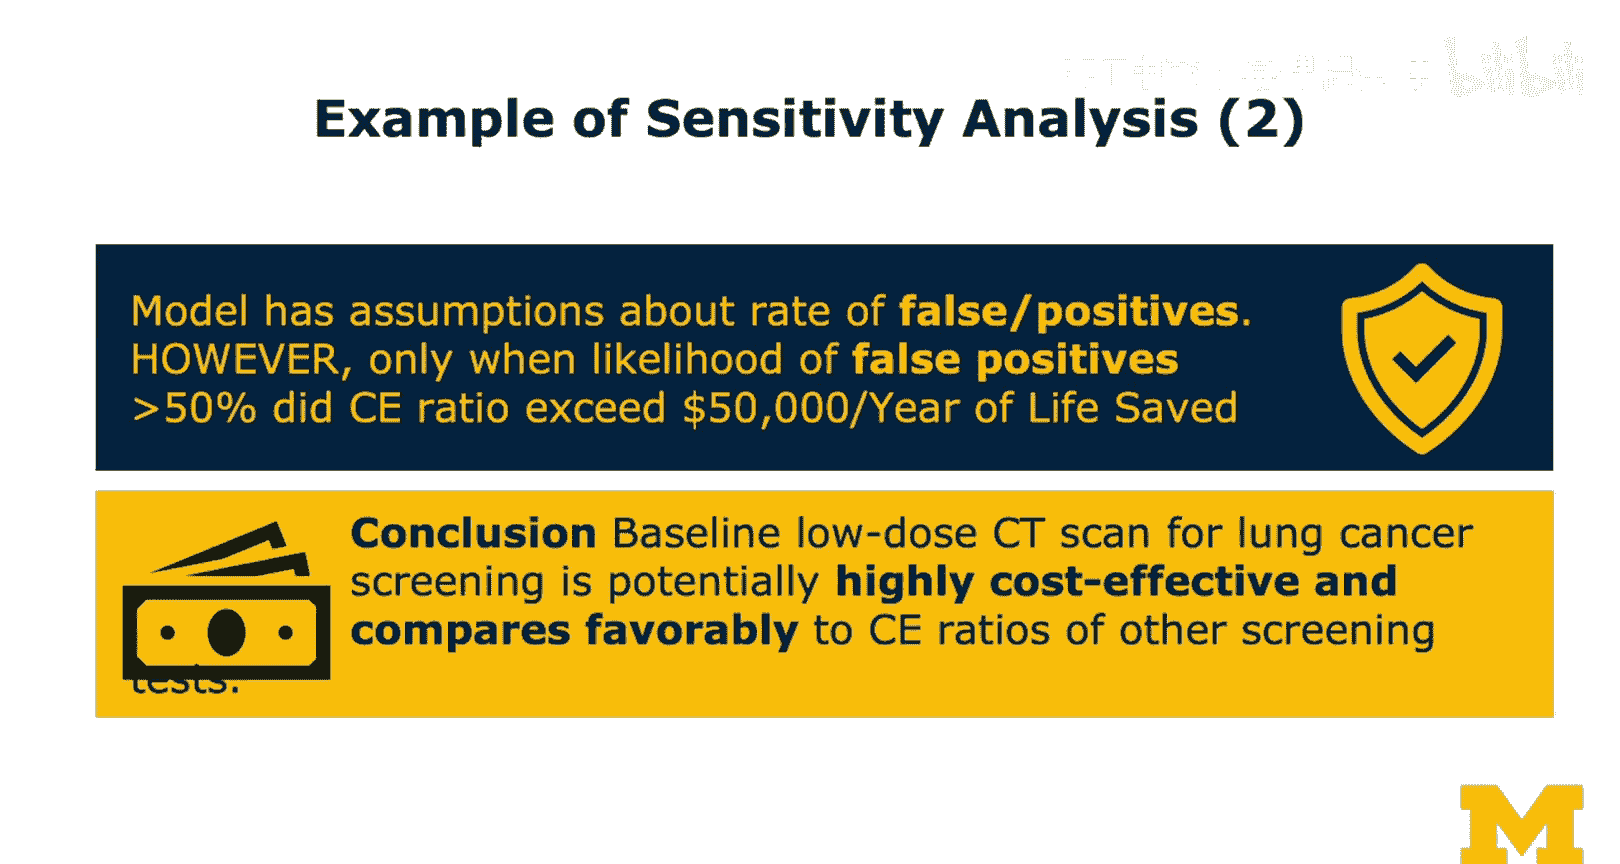 bilibili
Example of Sensitivity Analysis (2)
Model has assumptions about rate of false/positives.
HOWEVER, only when likelihood of false positives
>50% did CE ratio exceed $50,000/Year of Life Saved
Conclusion Baseline low-dose CT scan for lung cancer
screening is potentially highly cost-effective and
compares favorably to CE ratios of other screening
tests.
M